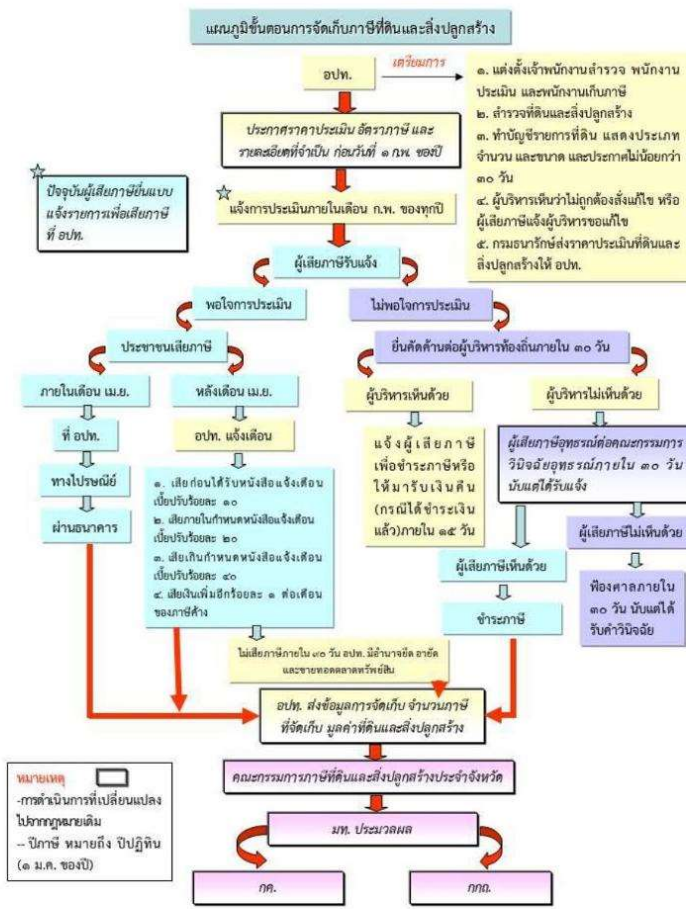 แผนภูมิขั้นตอนการจัดเก็บภาษีที่ดินและสิ่งปลูกสร้าง
อปท.
เตรียมการ
๑. แต่งตั้งเจ้าพนักงานสำรวจ พนักงาน
ประเมิน และพนักงานเก็บภาษี
๒. สำรวจที่ดินและสิ่งปลูกสร้าง
๓. ทำบัญชีรายการที่ดิน แสดงประเภท
จำนวน และขนาด และประกาศไม่น้อยกว่า
๓๐ วัน
๔. ผู้บริหารเห็นว่าไม่ถูกต้องสั่งแก้ไข หรือ
ผู้เสียภาษีแจ้งผู้บริหารขอแก้ไข
๕. กรมธนารักษ์ส่งราคาประเมินที่ดินและ
สิ่งปลูกสร้างให้ อปท.
ประกาศราคาประเมิน อัตราภาษี และ
รายละเอียดที่จำเป็น ก่อนวันที่ ๑ ก.พ. ของปี
ปัจจุบันผู้เสียภาษียื่นแบบ
แจ้งรายการเพื่อเสียภาษี
ที่ อปท.
แจ้งการประเมินภายในเดือน ก.พ. ของทุกปี
ผู้เสียภาษีรับแจ้ง
พอใจการประเมิน
ไม่พอใจการประเมิน
ประชาชนเสียภาษี
ยื่นคัดค้านต่อผู้บริหารท้องถิ่นภายใน ๓๐ วัน
ภายในเดือน เม.ย.
หลังเดือน เม.ย.
ผู้บริหารเห็นด้วย
ผู้บริหารไม่เห็นด้วย
ที่ อปท.
อปท. แจ้งเตือน
ทางไปรษณีย์
ผ่านธนาคาร
๑. เสียก่อนได้รับหนังสือแจ้งเตือน
เบี้ยปรับร้อยละ ๑๐
๒. เสียภายในกำหนดหนังสือแจ้งเตือน
เบี้ยปรับร้อยละ ๒๐
๓. เสียเกินกำหนดหนังสือแจ้งเตือน
เบี้ยปรับร้อยละ ๔๐
๔. เสียเงินเพิ่มอีกร้อยละ ๑ ต่อเดือน
ของภาษีค้าง
แจ้งผู้เสียภาษี
เพื่อชำระภาษีหรือ
ให้มารับเงินคืน
(กรณีได้ชำระเงิน
แล้ว)ภายใน ๑๕ วัน
ผู้เสียภาษีอุทธรณ์ต่อคณะกรรมการ
วินิจฉัยอุทธรณ์ภายใน ๓๐ วัน
นับแต่ได้รับแจ้ง
ผู้เสียภาษีไม่เห็นด้วย
ผู้เสียภาษีเห็นด้วย
ฟ้องศาลภายใน
๓๐ วัน นับแต่ได้
รับคำวินิจฉัย
ชำระภาษี
ไม่เสียภาษีภายใน ๙๐ วัน อปท. มีอำนาจยึด อายัด
และขายทอดตลาดทรัพย์สิน
อปท. ส่งข้อมูลการจัดเก็บ จำนวนภาษี
ที่จัดเก็บ มูลค่าที่ดินและสิ่งปลูกสร้าง
คณะกรรมการภาษีที่ดินและสิ่งปลูกสร้างประจำจังหวัด
มท. ประมวลผล
กค.
กกถ.
หมายเหตุ
-การดำเนินการที่เปลี่ยนแปลง
ไปจากกฎหมายเดิม
-- ปีภาษี หมายถึง ปีปฏิทิน
(๑ ม.ค. ของปี)